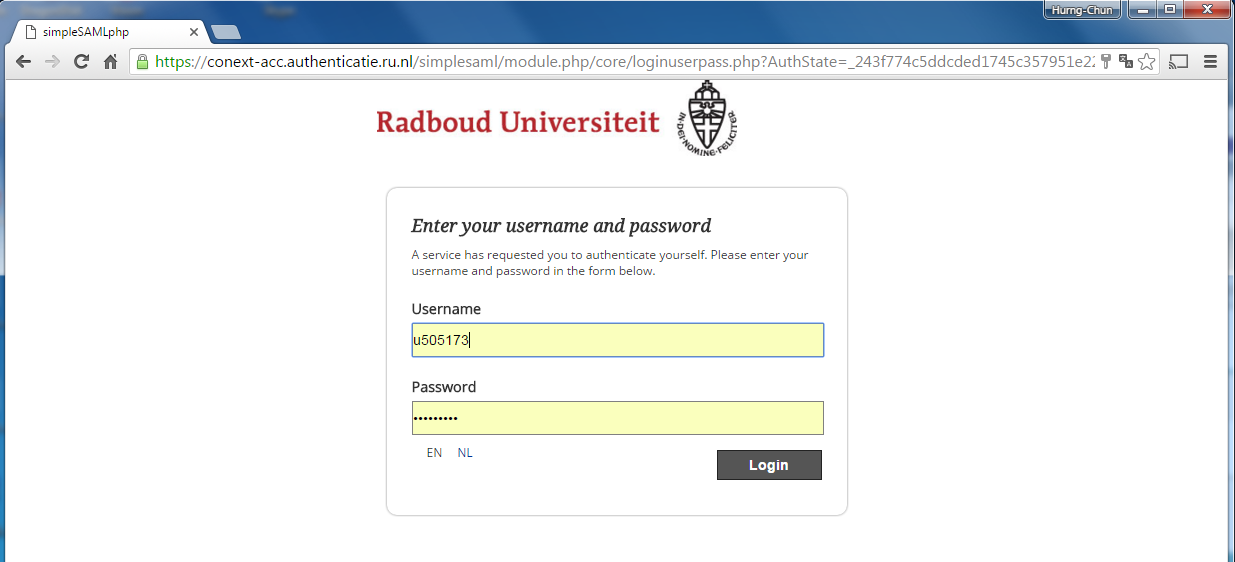 Hurng-Chun
simpleSAMLphp
https://conext-acc.authenticatie.ru.nl/simplesaml/module.php/core/loginuserpass.php?AuthState=_243f774c5ddcded1745c357951e22
Radboud Universiteit
IN·DEI·NOMINE·FELICITER
Enter your username and password
A service has requested you to authenticate yourself. Please enter your
username and password in the form below.
Username
u505173
Password
•••••••••
EN NL
Login